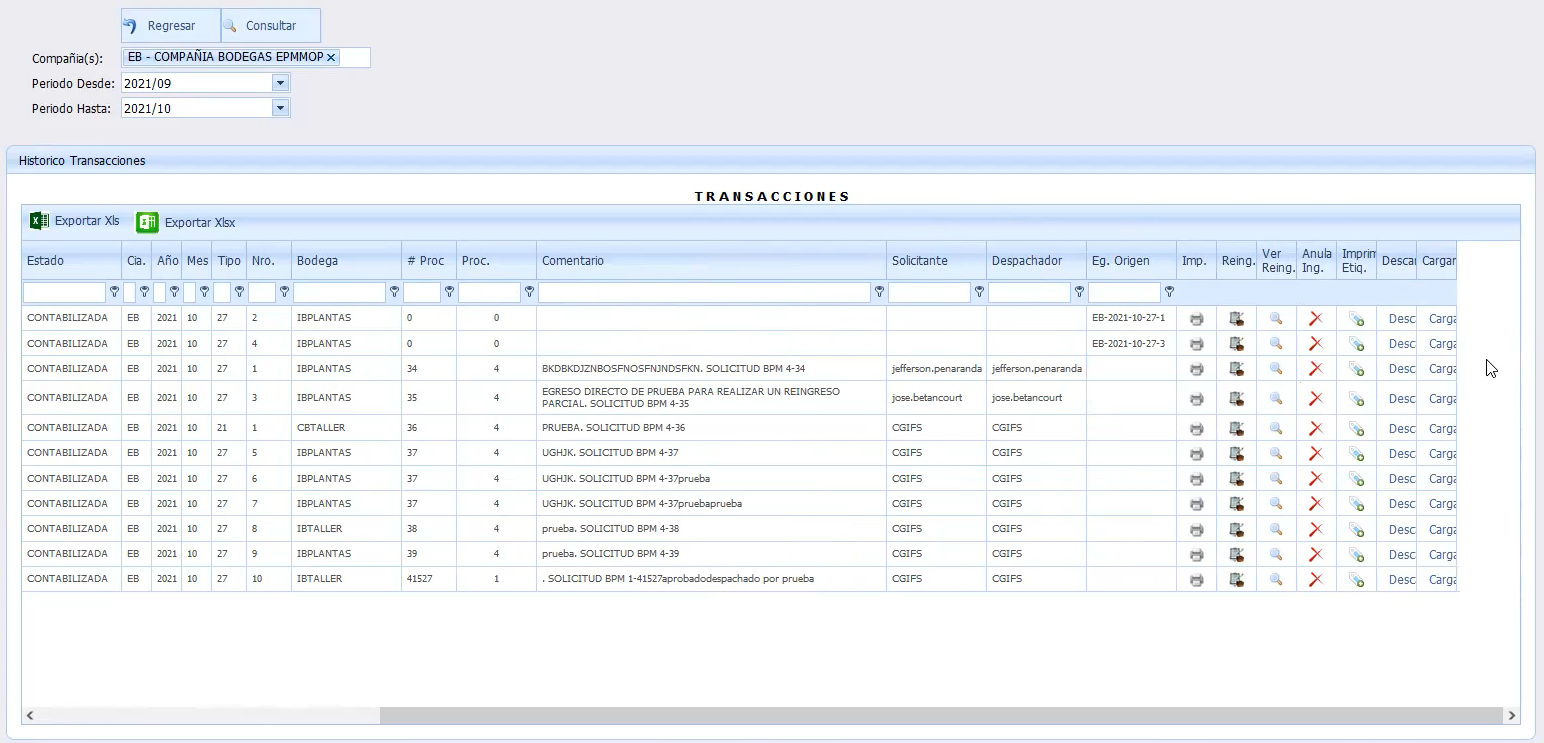 Regresar Consultar
Compañia(s): EB - COMPAÑIA BODEGAS EPMMOP
Periodo Desde: 2021/09
Periodo Hasta: 2021/10
Historico Transacciones
TRANSACCIONES
Exportar Xls Exportar Xlsx
Estado Cia. Año Mes Tipo Nro. Bodega # Proc Proc. Comentario Solicitante Despachador Eg. Origen Imp. Reing. Ver Reing. Anula Ing. Imprim Etiq. Descar Cargar
CONTABILIZADA EB 2021 10 27 2 IBPLANTAS 0 0 EB-2021-10-27-1 Desc Carga
CONTABILIZADA EB 2021 10 27 4 IBPLANTAS 0 0 EB-2021-10-27-3 Desc Carga
CONTABILIZADA EB 2021 10 27 1 IBPLANTAS 34 4 BKDBKDJZNBOSFNOSFNJNDSFKN. SOLICITUD BPM 4-34 jefferson.penaranda jefferson.penaranda Desc Carga
CONTABILIZADA EB 2021 10 27 3 IBPLANTAS 35 4 EGRESO DIRECTO DE PRUEBA PARA REALIZAR UN REINGRESO PARCIAL. SOLICITUD BPM 4-35 jose.betancourt jose.betancourt Desc Carga
CONTABILIZADA EB 2021 10 21 1 CBTALLER 36 4 PRUEBA. SOLICITUD BPM 4-36 CGIFS CGIFS Desc Carga
CONTABILIZADA EB 2021 10 27 5 IBPLANTAS 37 4 UGHJK. SOLICITUD BPM 4-37 CGIFS CGIFS Desc Carga
CONTABILIZADA EB 2021 10 27 6 IBPLANTAS 37 4 UGHJK. SOLICITUD BPM 4-37prueba CGIFS CGIFS Desc Carga
CONTABILIZADA EB 2021 10 27 7 IBPLANTAS 37 4 UGHJK. SOLICITUD BPM 4-37pruebaprueba CGIFS CGIFS Desc Carga
CONTABILIZADA EB 2021 10 27 8 IBTALLER 38 4 prueba. SOLICITUD BPM 4-38 CGIFS CGIFS Desc Carga
CONTABILIZADA EB 2021 10 27 9 IBPLANTAS 39 4 prueba. SOLICITUD BPM 4-39 CGIFS CGIFS Desc Carga
CONTABILIZADA EB 2021 10 27 10 IBTALLER 41527 1 . SOLICITUD BPM 1-41527aprobadodespachado por prueba CGIFS CGIFS Desc Carga